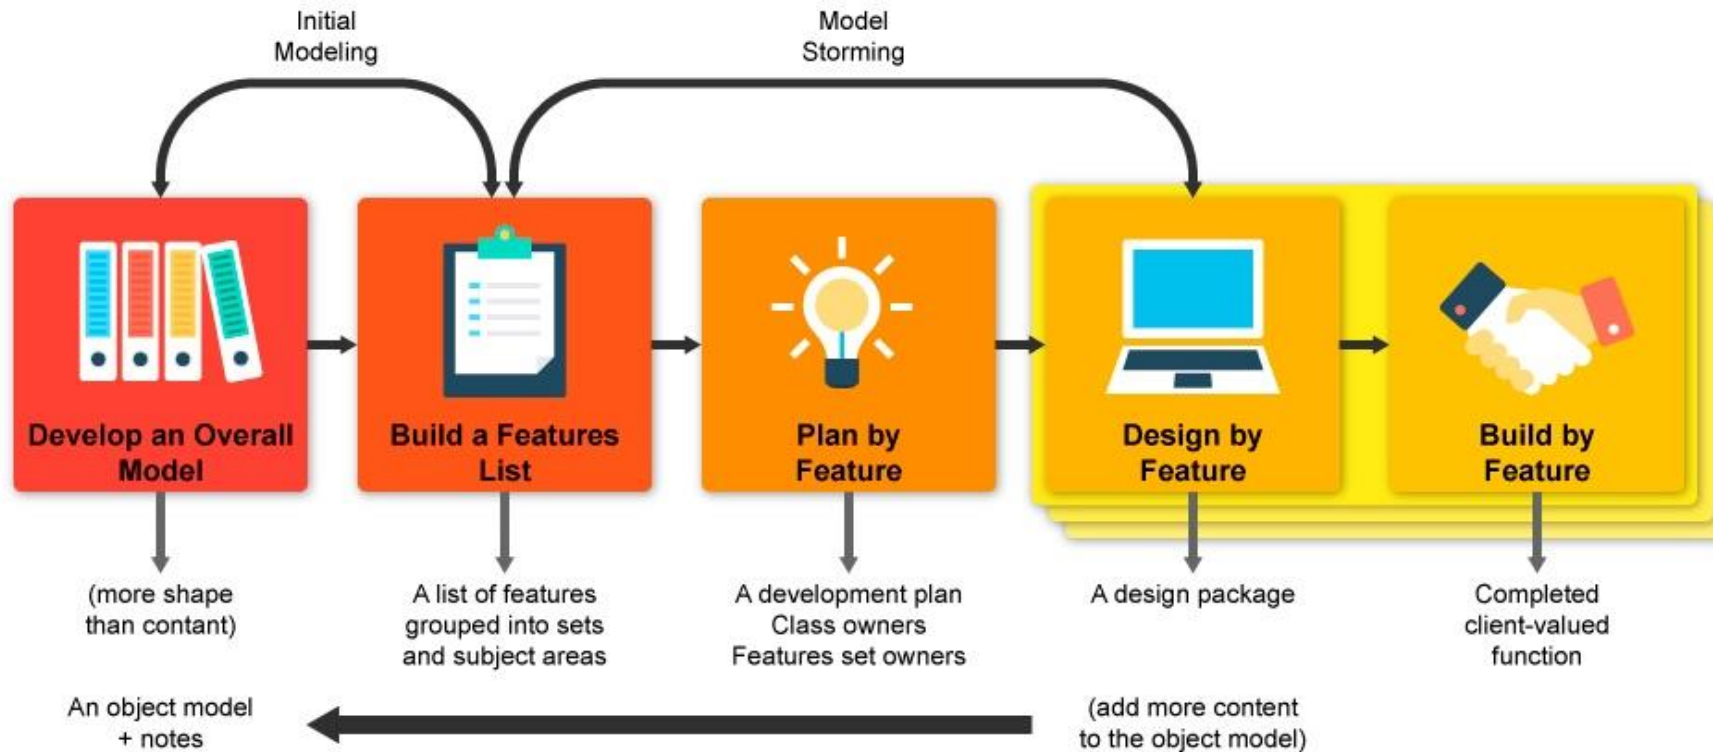 Initial
Modeling
Model
Storming
Develop an Overall
Model
Build a Features
List
Plan by
Feature
Design by
Feature
Build by
Feature
(more shape
than contant)
A list of features
grouped into sets
and subject areas
A development plan
Class owners
Features set owners
A design package
Completed
client-valued
function
An object model
+ notes
(add more content
to the object model)